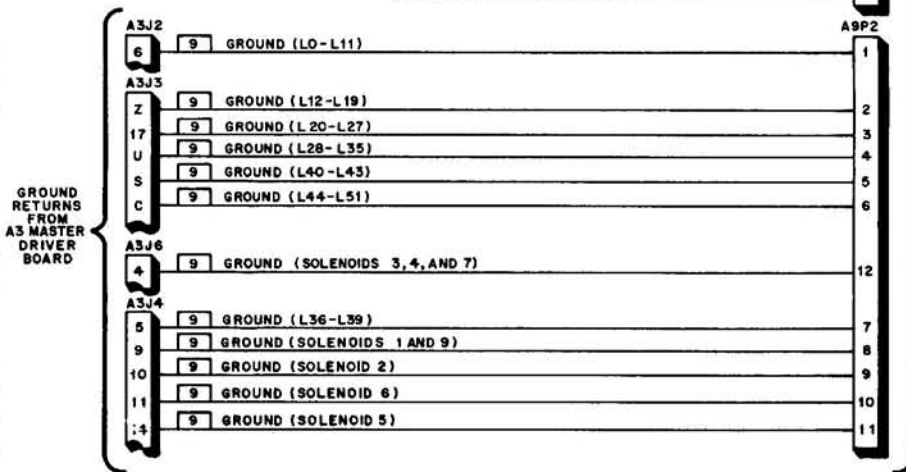 A3J2
A9P2
6 9 GROUND (L0-L11) 1
A3J3
Z 9 GROUND (L12-L19) 2
17 9 GROUND (L20-L27) 3
U 9 GROUND (L28-L35) 4
S 9 GROUND (L40-L43) 5
C 9 GROUND (L44-L51) 6
GROUND
RETURNS
FROM
A3 MASTER
DRIVER
BOARD
A3J6
4 9 GROUND (SOLENOIDS 3, 4, AND 7) 12
A3J4
5 9 GROUND (L36-L39) 7
9 9 GROUND (SOLENOIDS 1 AND 9) 8
10 9 GROUND (SOLENOID 2) 9
11 9 GROUND (SOLENOID 6) 10
9 GROUND (SOLENOID 5) 11